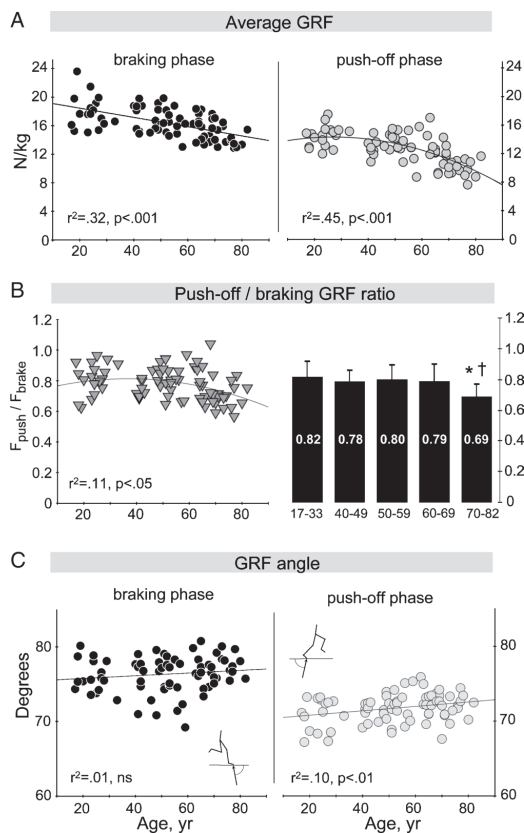 A
Average GRF
braking phase
push-off phase
24
20
16
12
8
4
0
N/kg
r²=.32, p<.001
r²=.45, p<.001
24
20
16
12
8
4
0
20 40 60 80
20 40 60 80
B
Push-off / braking GRF ratio
1.2
1.0
0.8
0.6
0.4
0.2
0
Fpush / Fbrake
r²=.11, p<.05
20 40 60 80
* †
0.82 0.78 0.80 0.79 0.69
17-33 40-49 50-59 60-69 70-82
1.2
1.0
0.8
0.6
0.4
0.2
0
C
GRF angle
braking phase
push-off phase
80
70
60
Degrees
r²=.01, ns
r²=.10, p<.01
80
70
60
20 40 60 80
20 40 60 80
Age, yr
Age, yr